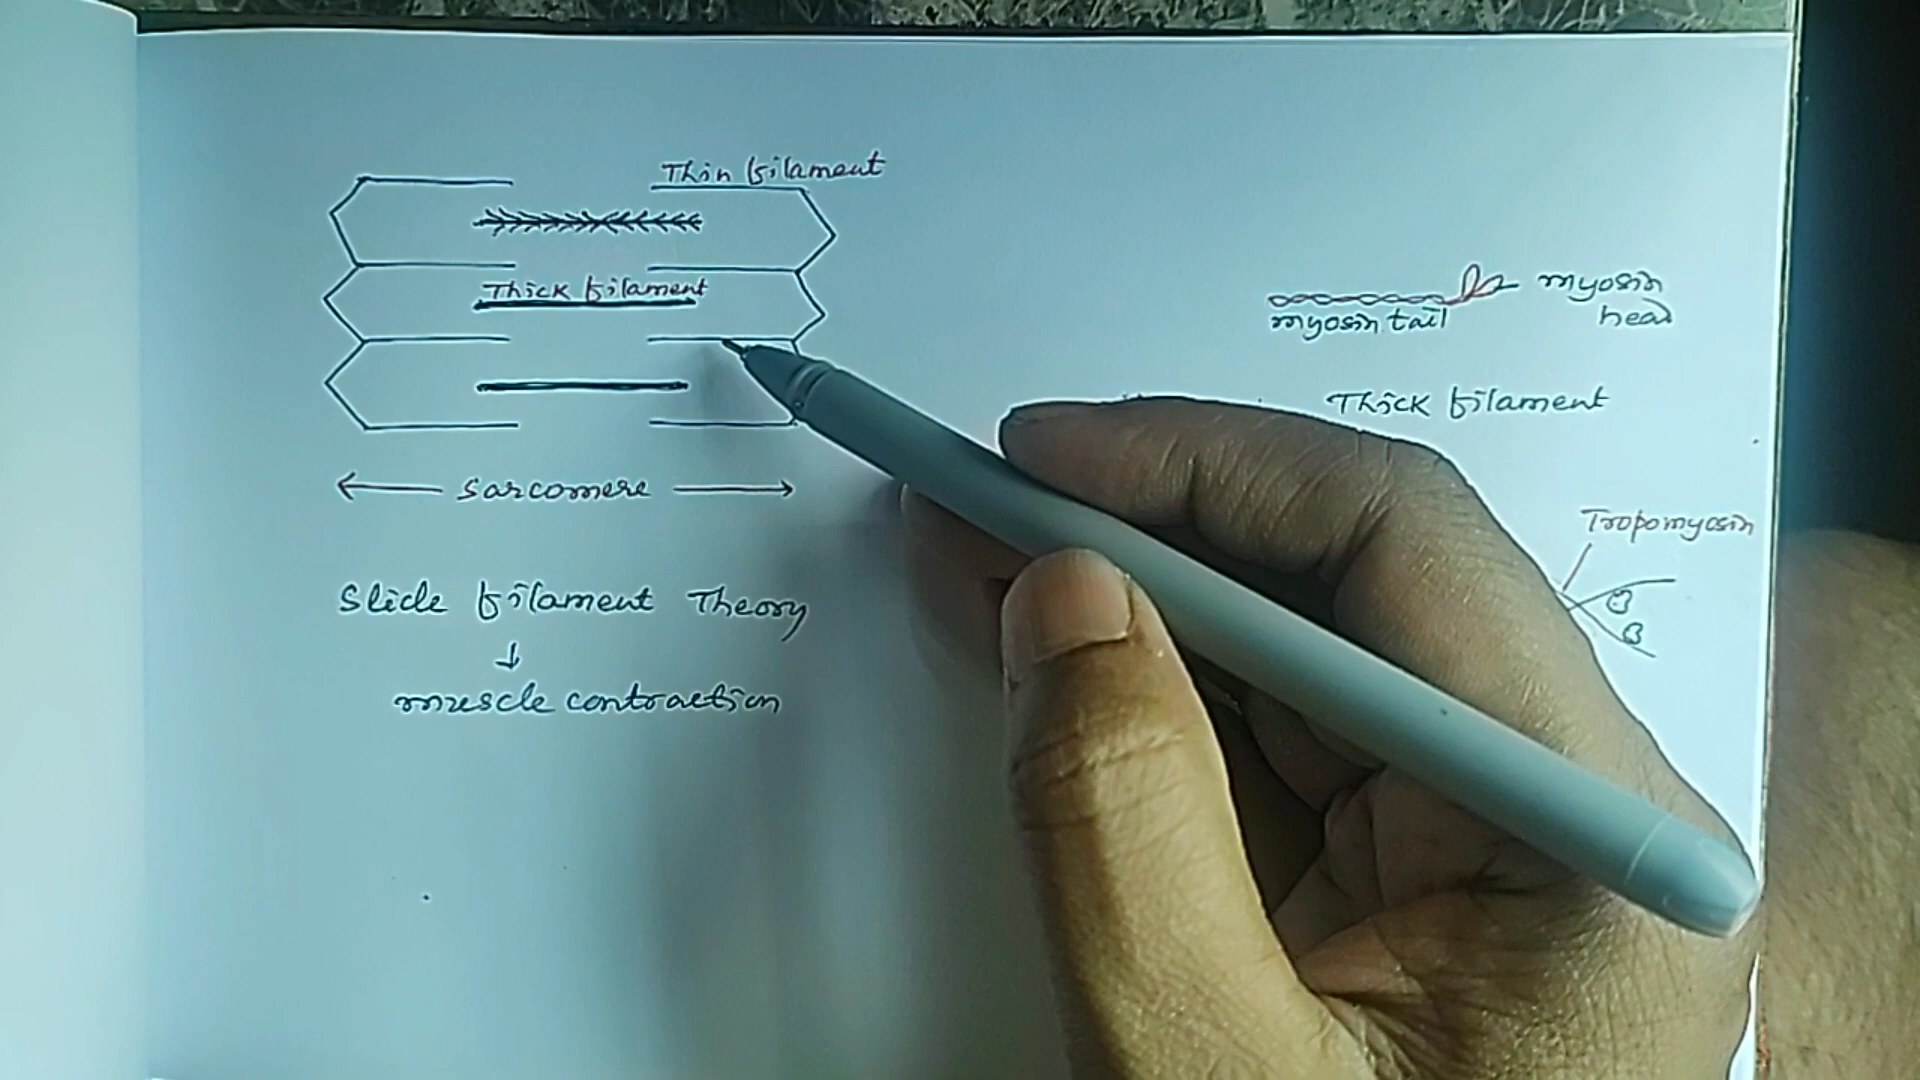 Thin filament
Thick filament
sarcomere
Slide filament Theory
muscle contraction
myosin head
myosin tail
Thick filament
Tropomyosin